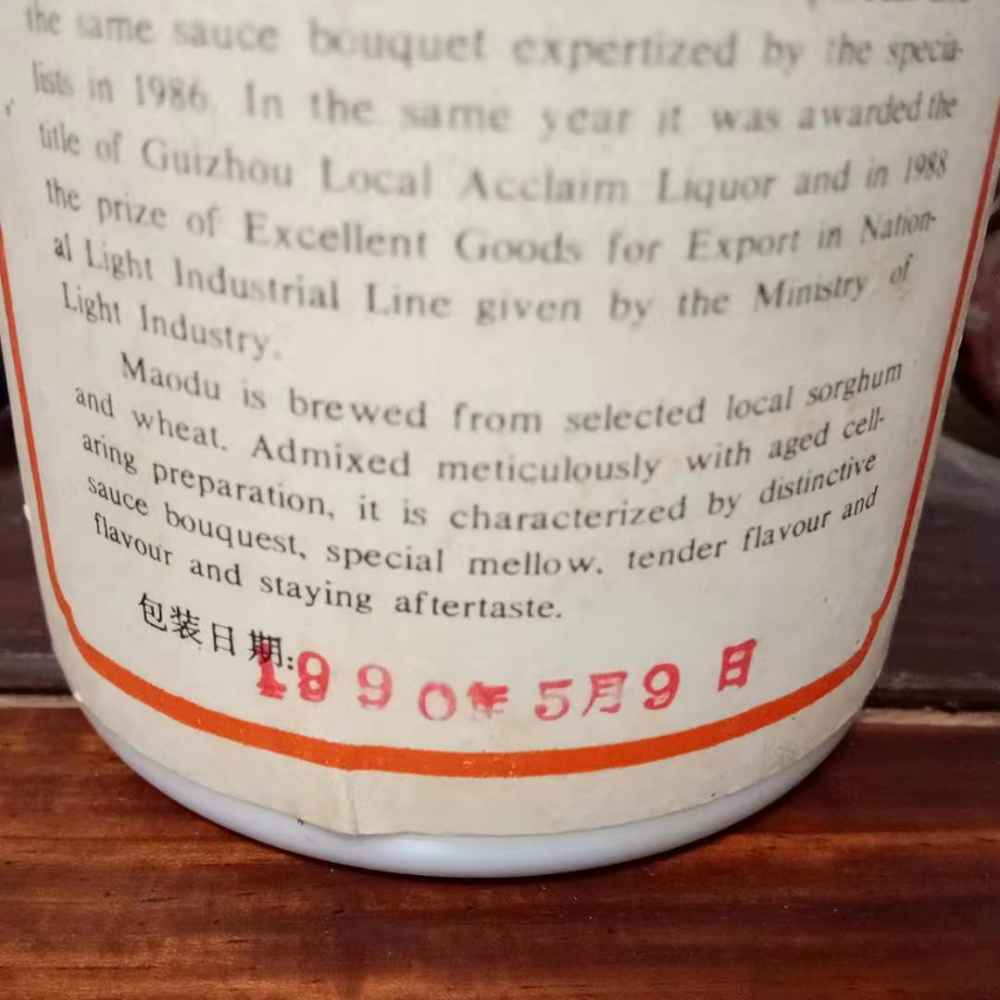 the same sauce bouquet expertized by the specia-
lists in 1986. In the same year it was awarded the
title of Guizhou Local Acclaim Liquor and in 1988
the prize of Excellent Goods for Export in Nation-
al Light Industrial Line given by the Ministry of
Light Industry.
Maodu is brewed from selected local sorghum
and wheat. Admixed meticulously with aged cell-
aring preparation, it is characterized by distinctive
sauce bouquest, special mellow, tender flavour and
flavour and staying aftertaste.
包装日期:1990年5月9日